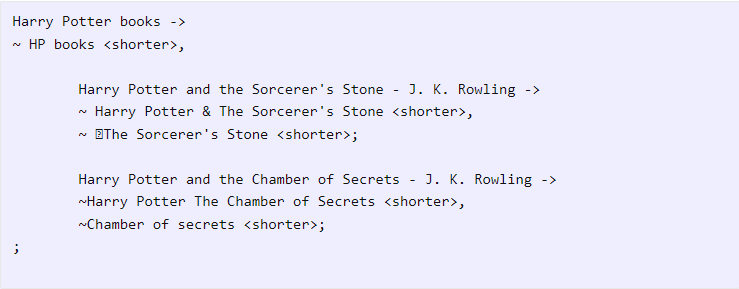 Harry Potter books ->
~ HP books <shorter>,
Harry Potter and the Sorcerer's Stone - J. K. Rowling ->
~ Harry Potter & The Sorcerer's Stone <shorter>,
~ The Sorcerer's Stone <shorter>;
Harry Potter and the Chamber of Secrets - J. K. Rowling ->
~Harry Potter The Chamber of Secrets <shorter>,
~Chamber of secrets <shorter>;
;